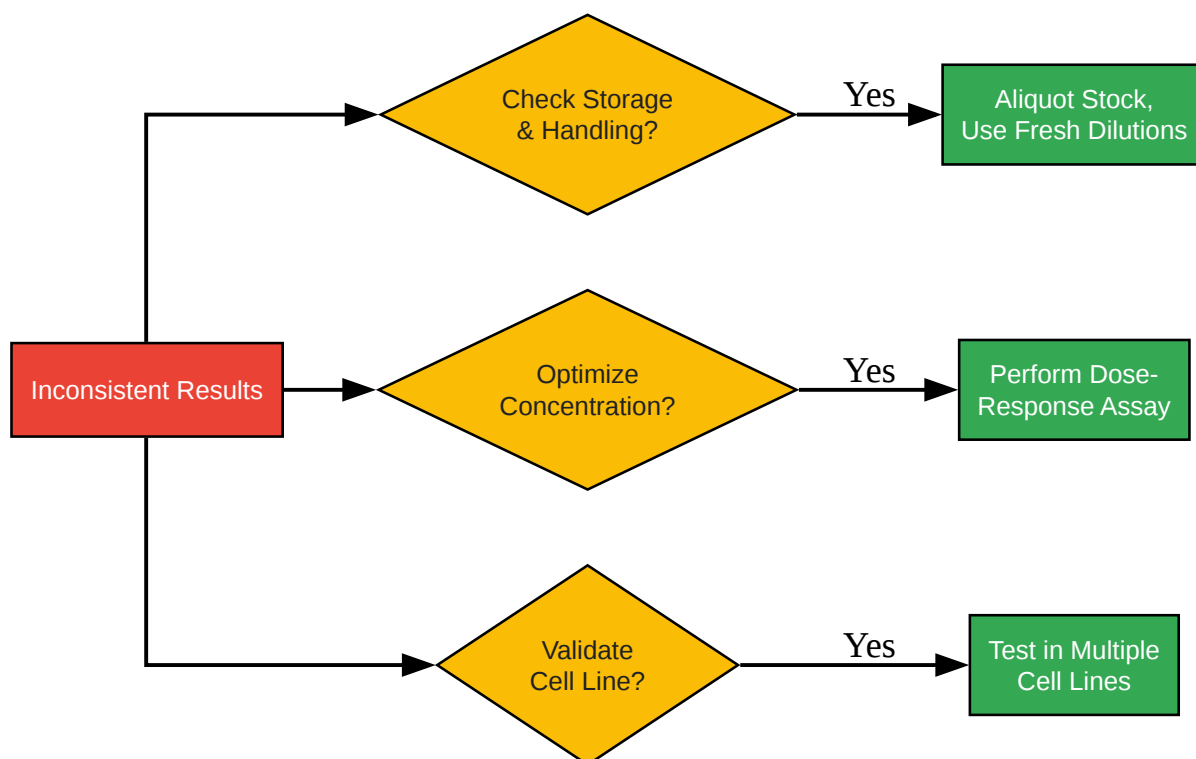 Check Storage
& Handling?
Yes
Aliquot Stock,
Use Fresh Dilutions
Inconsistent Results
Optimize
Concentration?
Yes
Perform Dose-
Response Assay
Validate
Cell Line?
Yes
Test in Multiple
Cell Lines